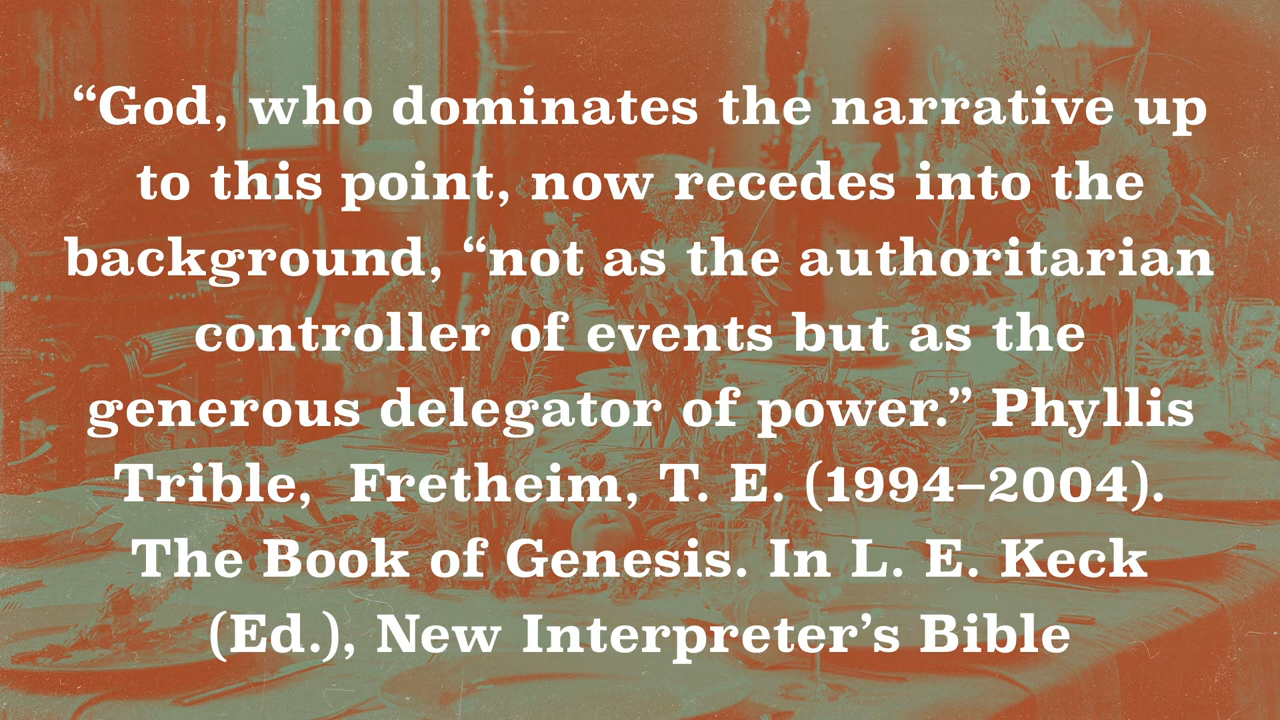 “God, who dominates the narrative up
to this point, now recedes into the
background, “not as the authoritarian
controller of events but as the
generous delegator of power.” Phyllis
Trible,  Fretheim, T. E. (1994–2004).
The Book of Genesis. In L. E. Keck
(Ed.), New Interpreter’s Bible